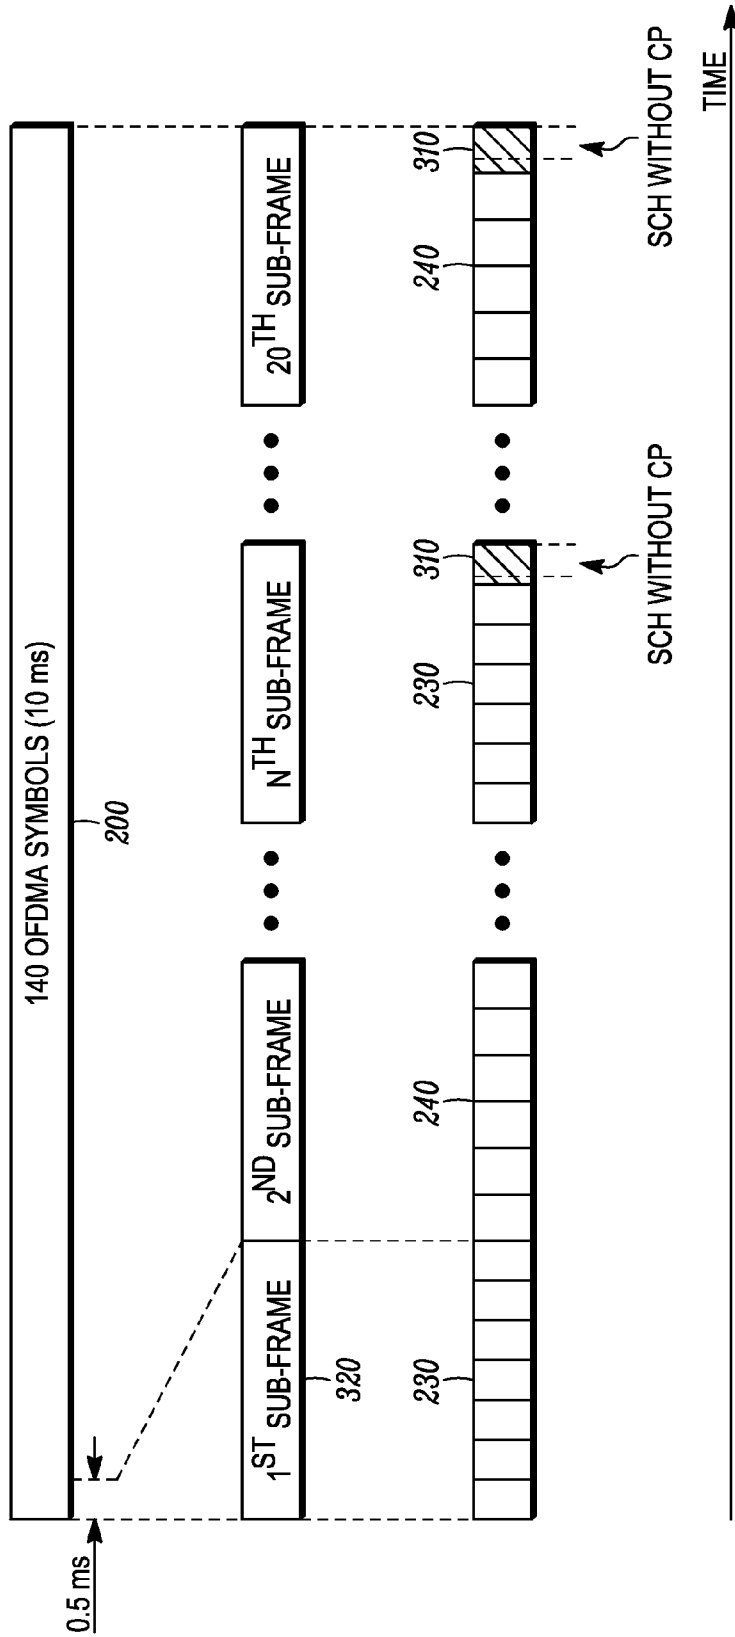 140 OFDMA SYMBOLS (10 ms)
200
0.5 ms
1ST SUB-FRAME
2ND SUB-FRAME
NTH SUB-FRAME
20TH SUB-FRAME
320
230
240
230
310
240
310
SCH WITHOUT CP
SCH WITHOUT CP
TIME